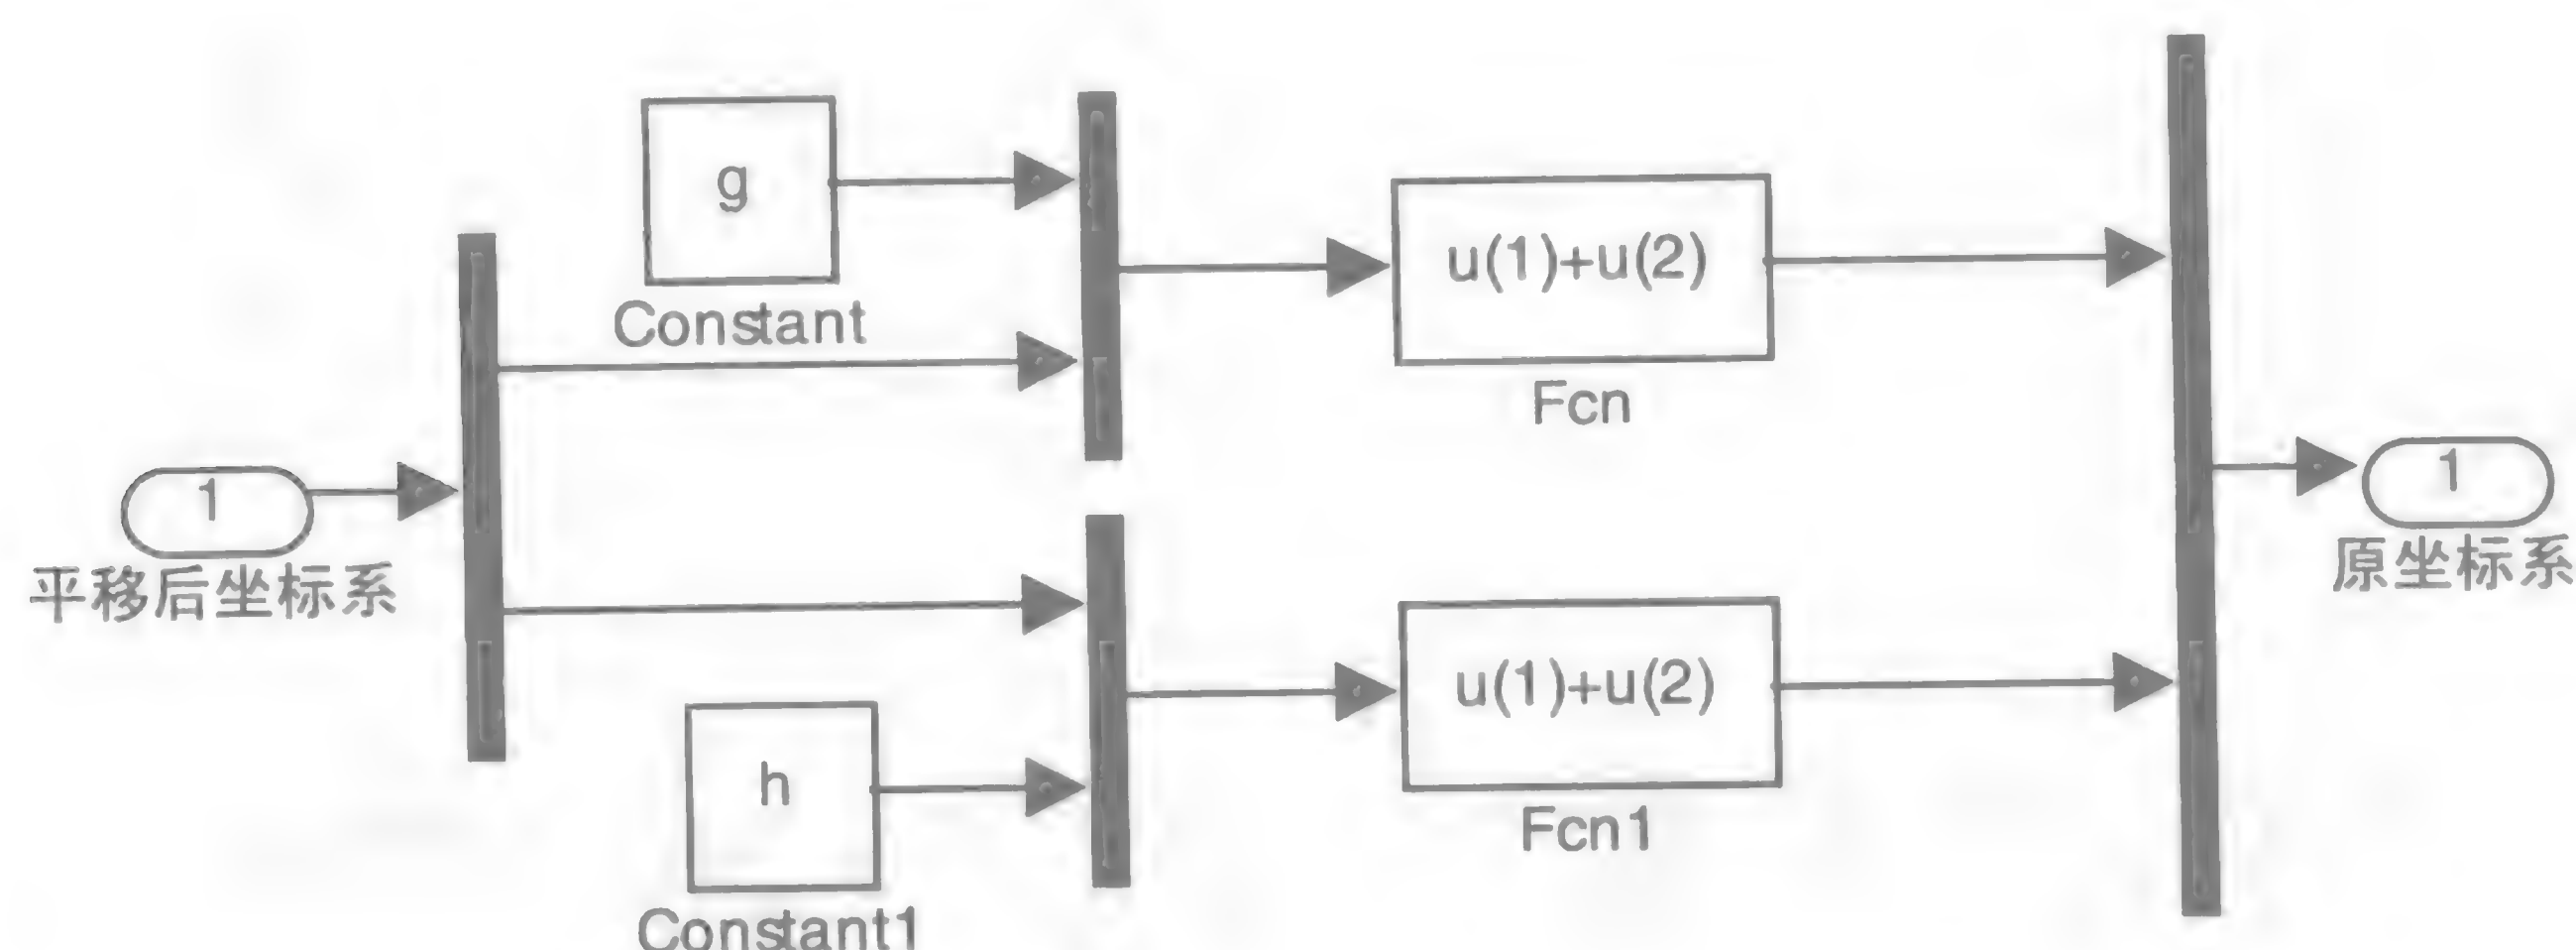 g
Constant
u(1)+u(2)
Fcn
1
平移后坐标系
1
原坐标系
h
Constant1
u(1)+u(2)
Fcn1